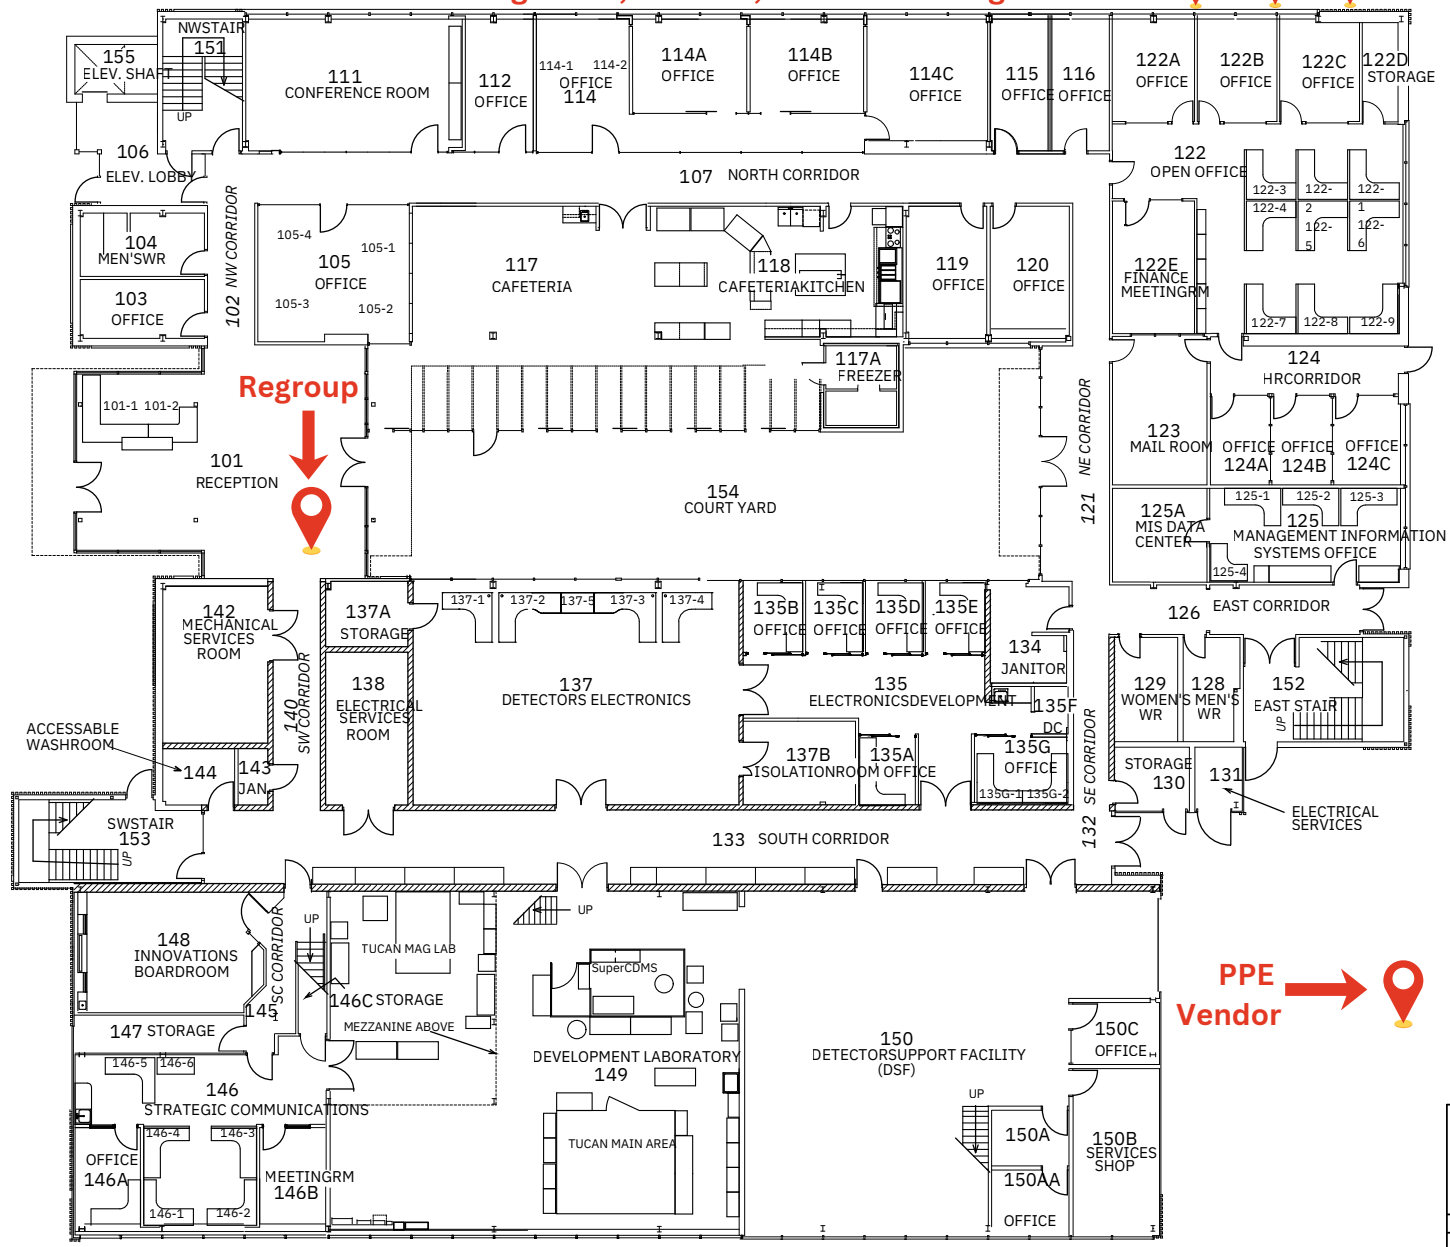 NWSTAIR
151
UP
155
ELEV. SHAFT
106
ELEV. LOBBY
111
CONFERENCE ROOM
112
OFFICE
114-1
114-2
OFFICE
114
114A
OFFICE
114B
OFFICE
114C
OFFICE
115
OFFICE
116
OFFICE
122A
OFFICE
122B
OFFICE
122C
OFFICE
122D
STORAGE
107 NORTH CORRIDOR
122
OPEN OFFICE
122-3
122-2
122-1
122-4
122-5
122-6
122-7
122-8
122-9
122E
FINANCE
MEETINGRM
104
MEN'SWR
103
OFFICE
102 NW CORRIDOR
105-4
105-1
105
OFFICE
105-3
105-2
117
CAFETERIA
118
CAFETERIAKITCHEN
119
OFFICE
120
OFFICE
117A
FREEZER
124
HRCORRIDOR
123
MAIL ROOM
OFFICE
124A
OFFICE
124B
OFFICE
124C
Regroup
101-1 101-2
101
RECEPTION
154
COURT YARD
121 NE CORRIDOR
125A
MIS DATA
CENTER
125-1
125-2
125-3
125
MANAGEMENT INFORMATION
SYSTEMS OFFICE
125-4
126 EAST CORRIDOR
142
MECHANICAL
SERVICES
ROOM
137A
STORAGE
137-1
137-2
137-5
137-3
137-4
135B
OFFICE
135C
OFFICE
135D
OFFICE
135E
OFFICE
134
JANITOR
129
WOMEN'S
WR
128
MEN'S
WR
152
EAST STAIR
UP
140
SW CORRIDOR
138
ELECTRICAL
SERVICES
ROOM
137
DETECTORS ELECTRONICS
135
ELECTRONICSDEVELOPMENT
135F
DC
135G
OFFICE
135G-1
135G-2
137B
ISOLATIONROOM
135A
OFFICE
ACCESSABLE
WASHROOM
144
143
JAN
STORAGE
130
131
ELECTRICAL
SERVICES
132 SE CORRIDOR
SWSTAIR
153
UP
133 SOUTH CORRIDOR
148
INNOVATIONS
BOARDROOM
SC CORRIDOR
145
UP
TUCAN MAG LAB
146C STORAGE
MEZZANINE ABOVE
UP
SuperCDMS
147 STORAGE
DEVELOPMENT LABORATORY
149
TUCAN MAIN AREA
150
DETECTORSUPPORT FACILITY
(DSF)
150C
OFFICE
PPE
Vendor
UP
150A
150AA
OFFICE
150B
SERVICES
SHOP
146-5
146-6
146
STRATEGIC COMMUNICATIONS
146-4
146-3
OFFICE
146A
146-1
146-2
MEETINGRM
146B